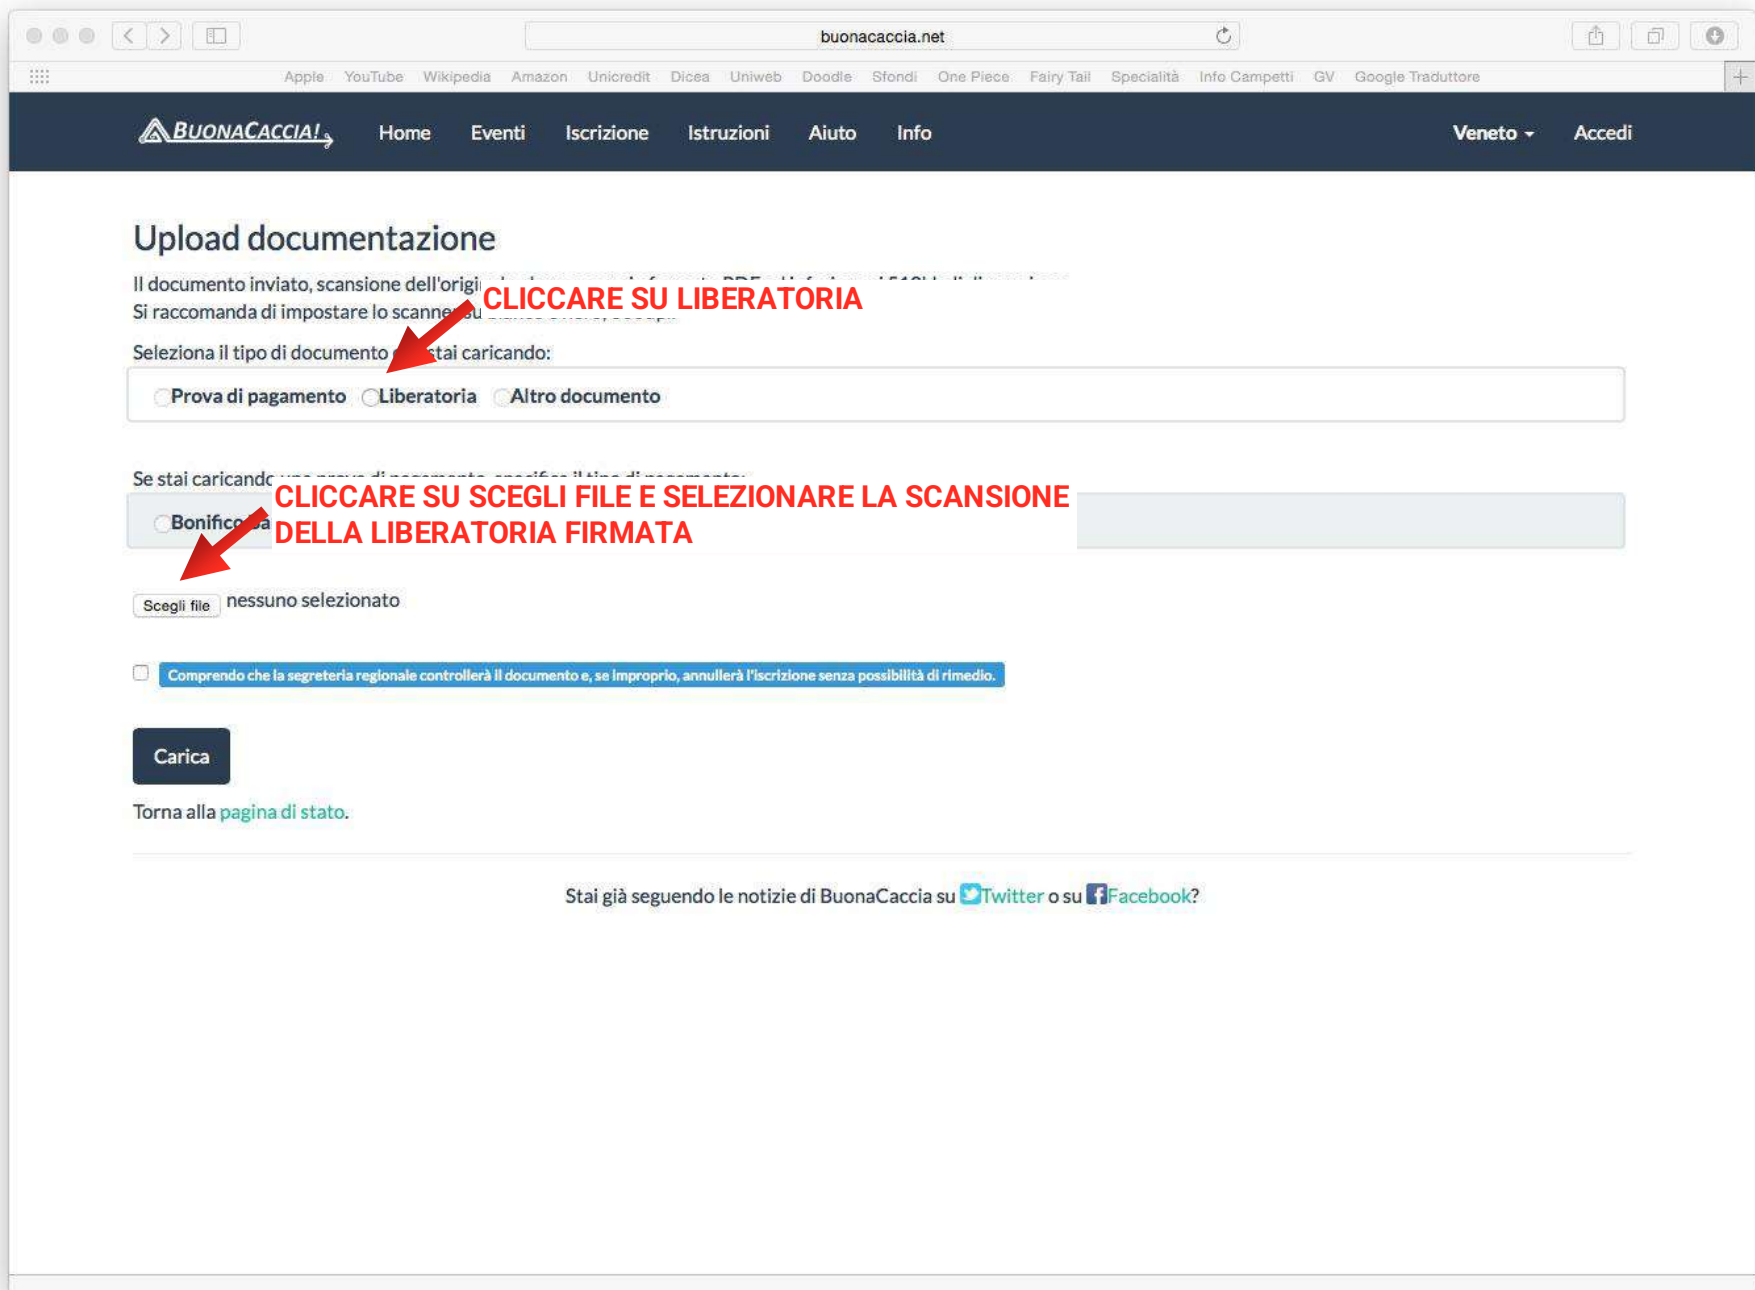 buonacaccia.net
Apple YouTube Wikipedia Amazon Unicredit Dicea Uniweb Doodle Sfondi One Piece Fairy Tail Specialità Info Campetti GV Google Traduttore
BUONACACCIA! Home Eventi Iscrizione Istruzioni Aiuto Info Veneto Accedi
Upload documentazione
Il documento inviato, scansione
CLICCARE SU LIBERATORIA
Si raccomanda di impostare lo scanner su
Seleziona il tipo di documento stai caricando:
Prova di pagamento Liberatoria Altro documento
Se stai caricando
CLICCARE SU SCEGLI FILE E SELEZIONARE LA SCANSIONE
DELLA LIBERATORIA FIRMATA
Bonifico
Scegli file nessuno selezionato
Comprendo che la segreteria regionale controllerà il documento e, se improprio, annullerà l'iscrizione senza possibilità di rimedio.
Carica
Torna alla pagina di stato.
Stai già seguendo le notizie di BuonaCaccia su Twitter o su Facebook?